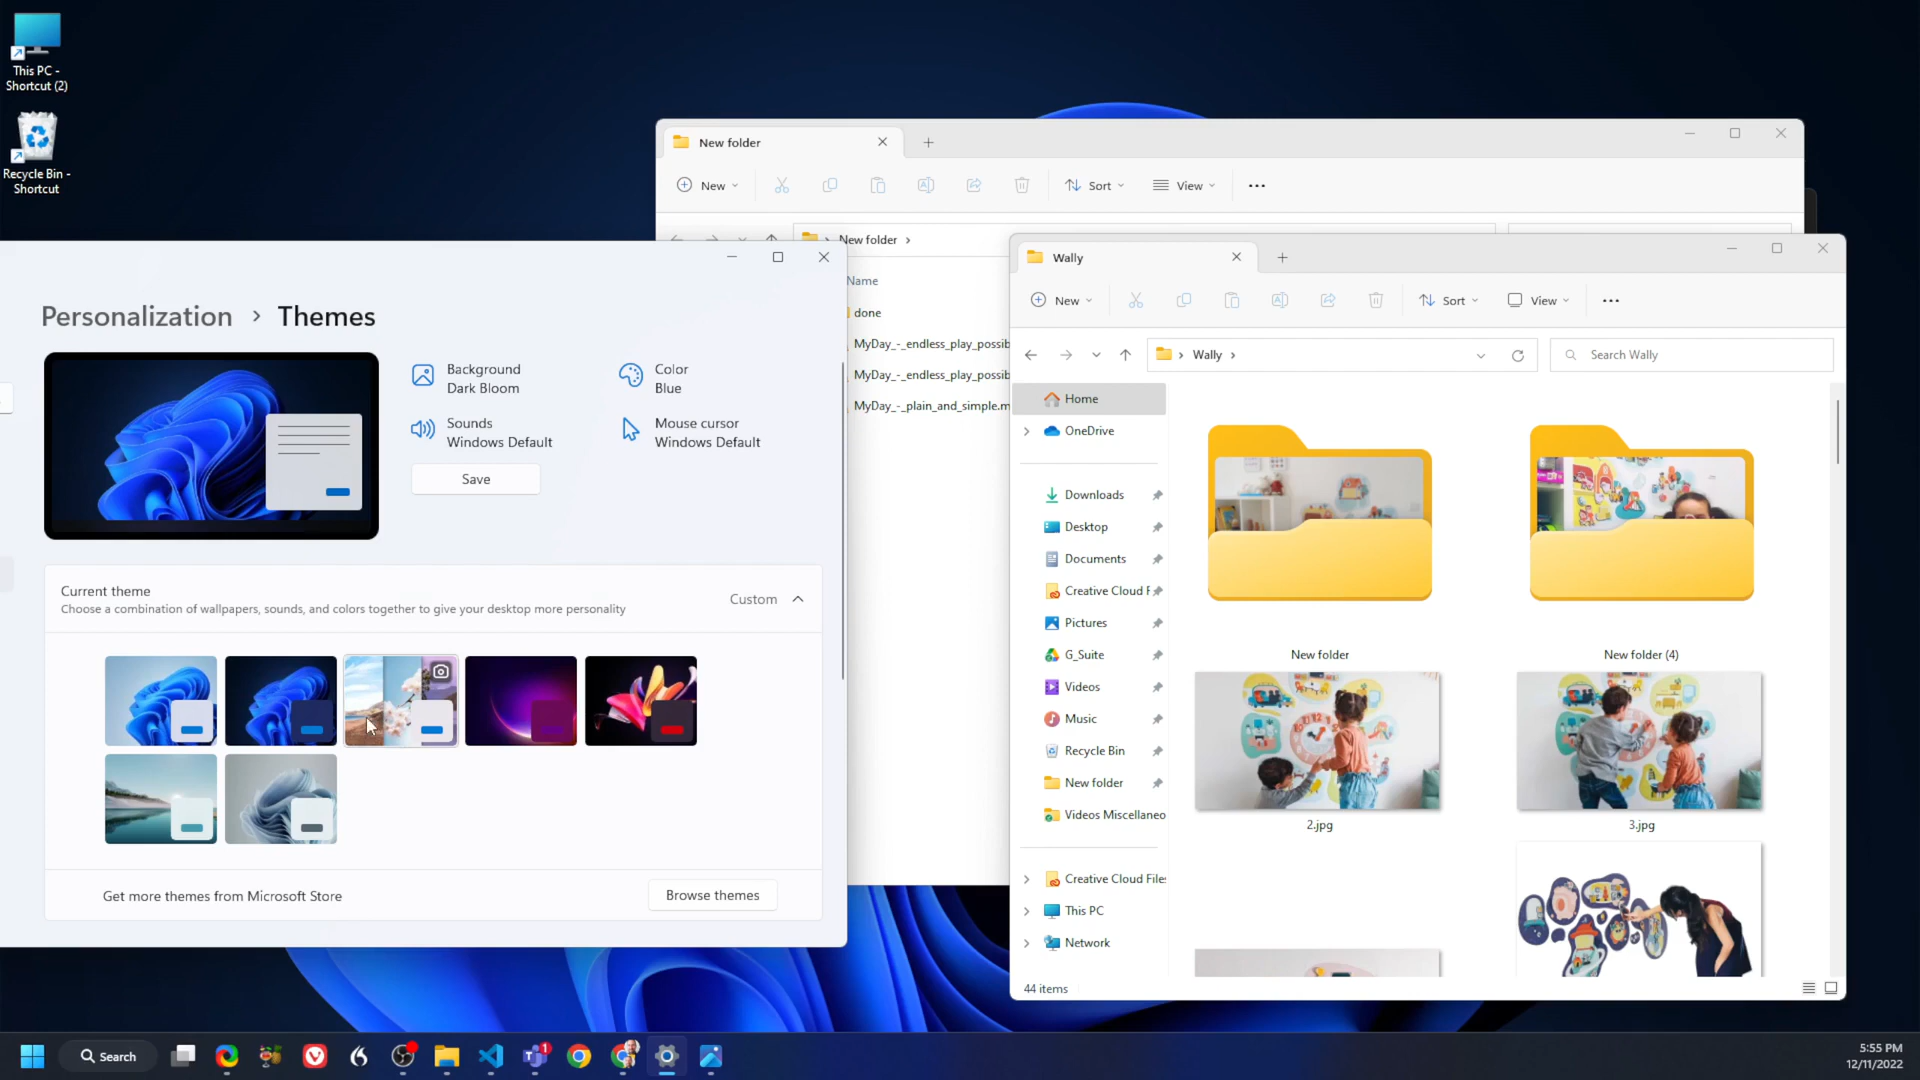 This PC -
Shortcut (2)
Recycle Bin -
Shortcut
New folder
New
Sort
View
New folder
Name
done
MyDay_-_endless_play_possib
MyDay_-_endless_play_possib
MyDay_-_plain_and_simple.m
Personalization > Themes
Background
Dark Bloom
Color
Blue
Sounds
Windows Default
Mouse cursor
Windows Default
Save
Current theme
Choose a combination of wallpapers, sounds, and colors together to give your desktop more personality
Custom
Get more themes from Microsoft Store
Browse themes
Wally
New
Sort
View
Wally
Search Wally
Home
OneDrive
Downloads
Desktop
Documents
Creative Cloud F
Pictures
G_Suite
Videos
Music
Recycle Bin
New folder
Videos Miscellaneo
Creative Cloud Files
This PC
Network
New folder
New folder (4)
2.jpg
3.jpg
44 items
Search
1
5:55 PM
12/11/2022